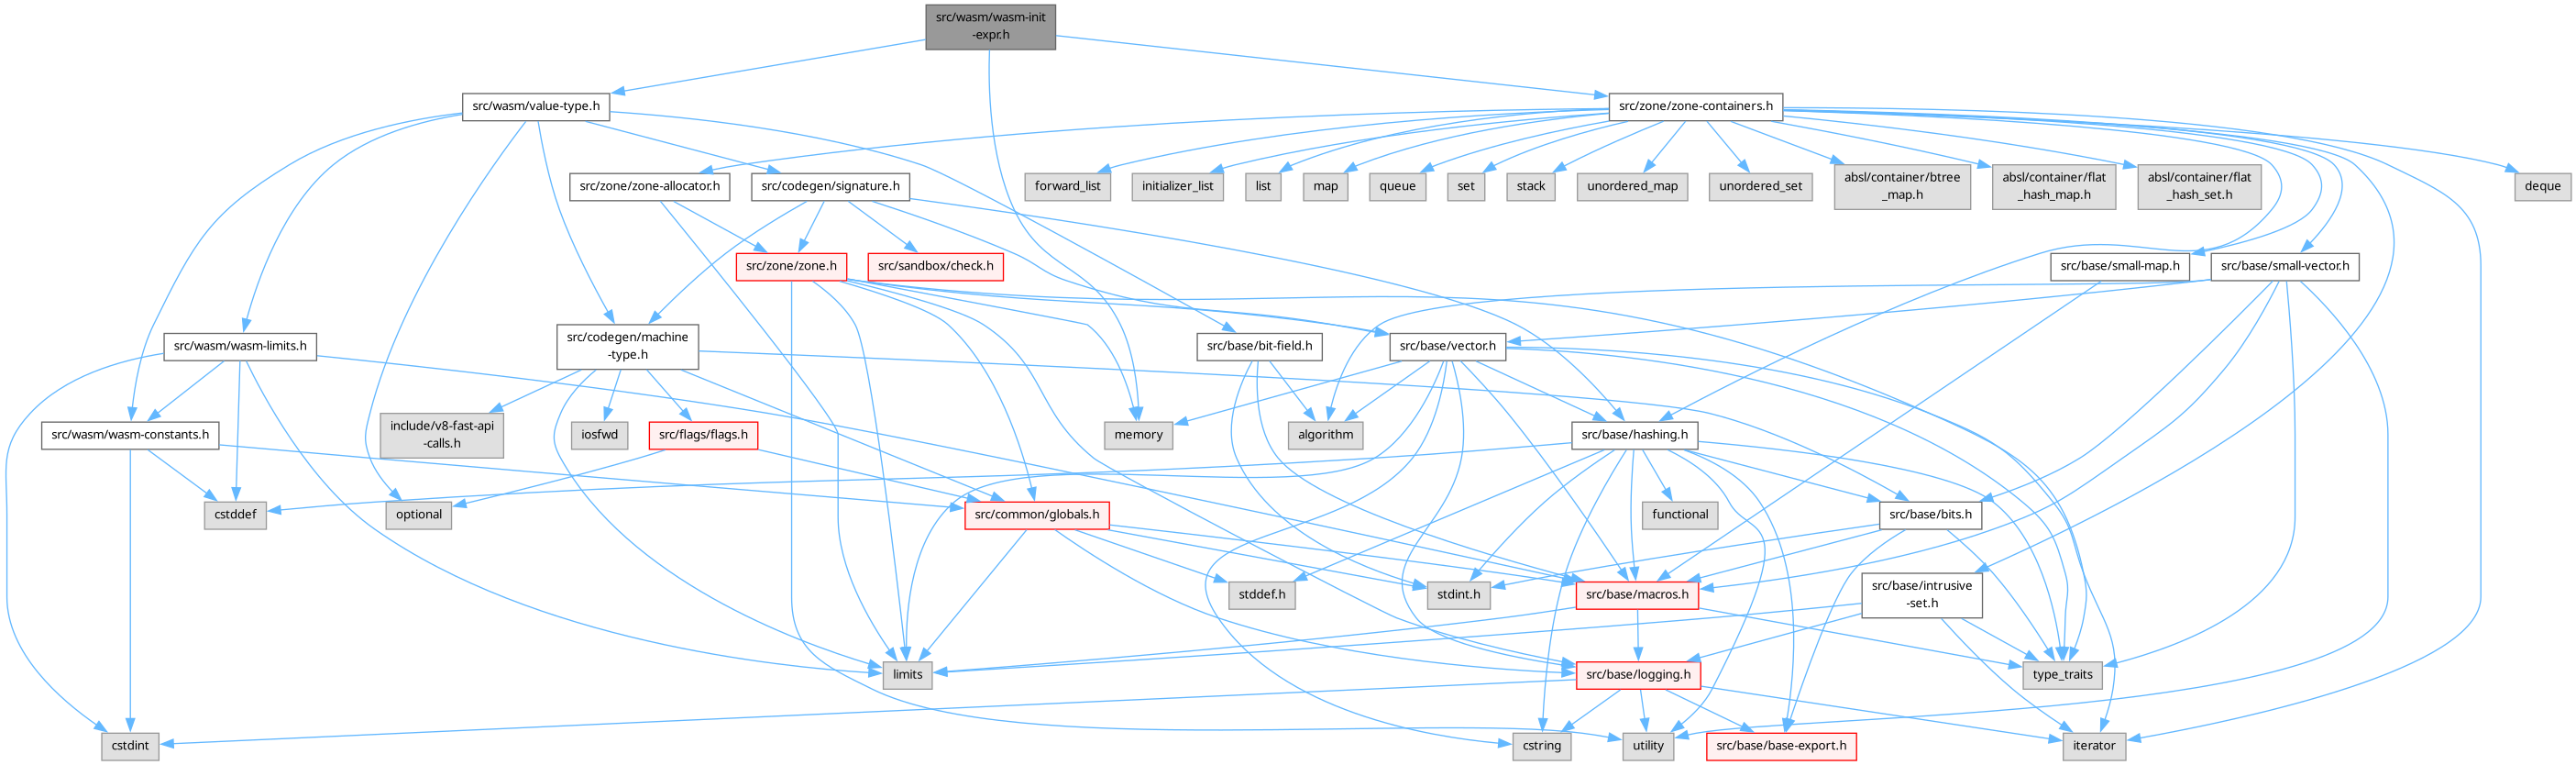 src/wasm/wasm-init
-expr.h
src/wasm/value-type.h
src/zone/zone-containers.h
src/zone/zone-allocator.h
src/codegen/signature.h
forward_list
initializer_list
list
map
queue
set
stack
unordered_map
unordered_set
absl/container/btree
_map.h
absl/container/flat
_hash_map.h
absl/container/flat
_hash_set.h
deque
src/zone/zone.h
src/sandbox/check.h
src/base/small-map.h
src/base/small-vector.h
src/wasm/wasm-limits.h
src/codegen/machine
-type.h
src/base/bit-field.h
src/base/vector.h
src/wasm/wasm-constants.h
include/v8-fast-api
-calls.h
iosfwd
src/flags/flags.h
memory
algorithm
src/base/hashing.h
cstddef
optional
src/common/globals.h
functional
src/base/bits.h
stddef.h
stdint.h
src/base/macros.h
src/base/intrusive
-set.h
limits
src/base/logging.h
type_traits
cstdint
cstring
utility
src/base/base-export.h
iterator